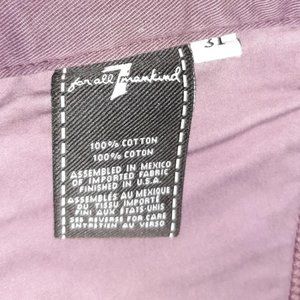 31
for all 7 mankind
100% COTTON
100% COTON
ASSEMBLED IN MEXICO
OF IMPORTED FABRIC
FINISHED IN U.S.A.
ASSEMBLÉS AU MEXIQUE
DU TISSU IMPORTÉ
FINI AUX ETATS-UNIS
SEE REVERSE FOR CARE
ENTRETIEN AU VERSO